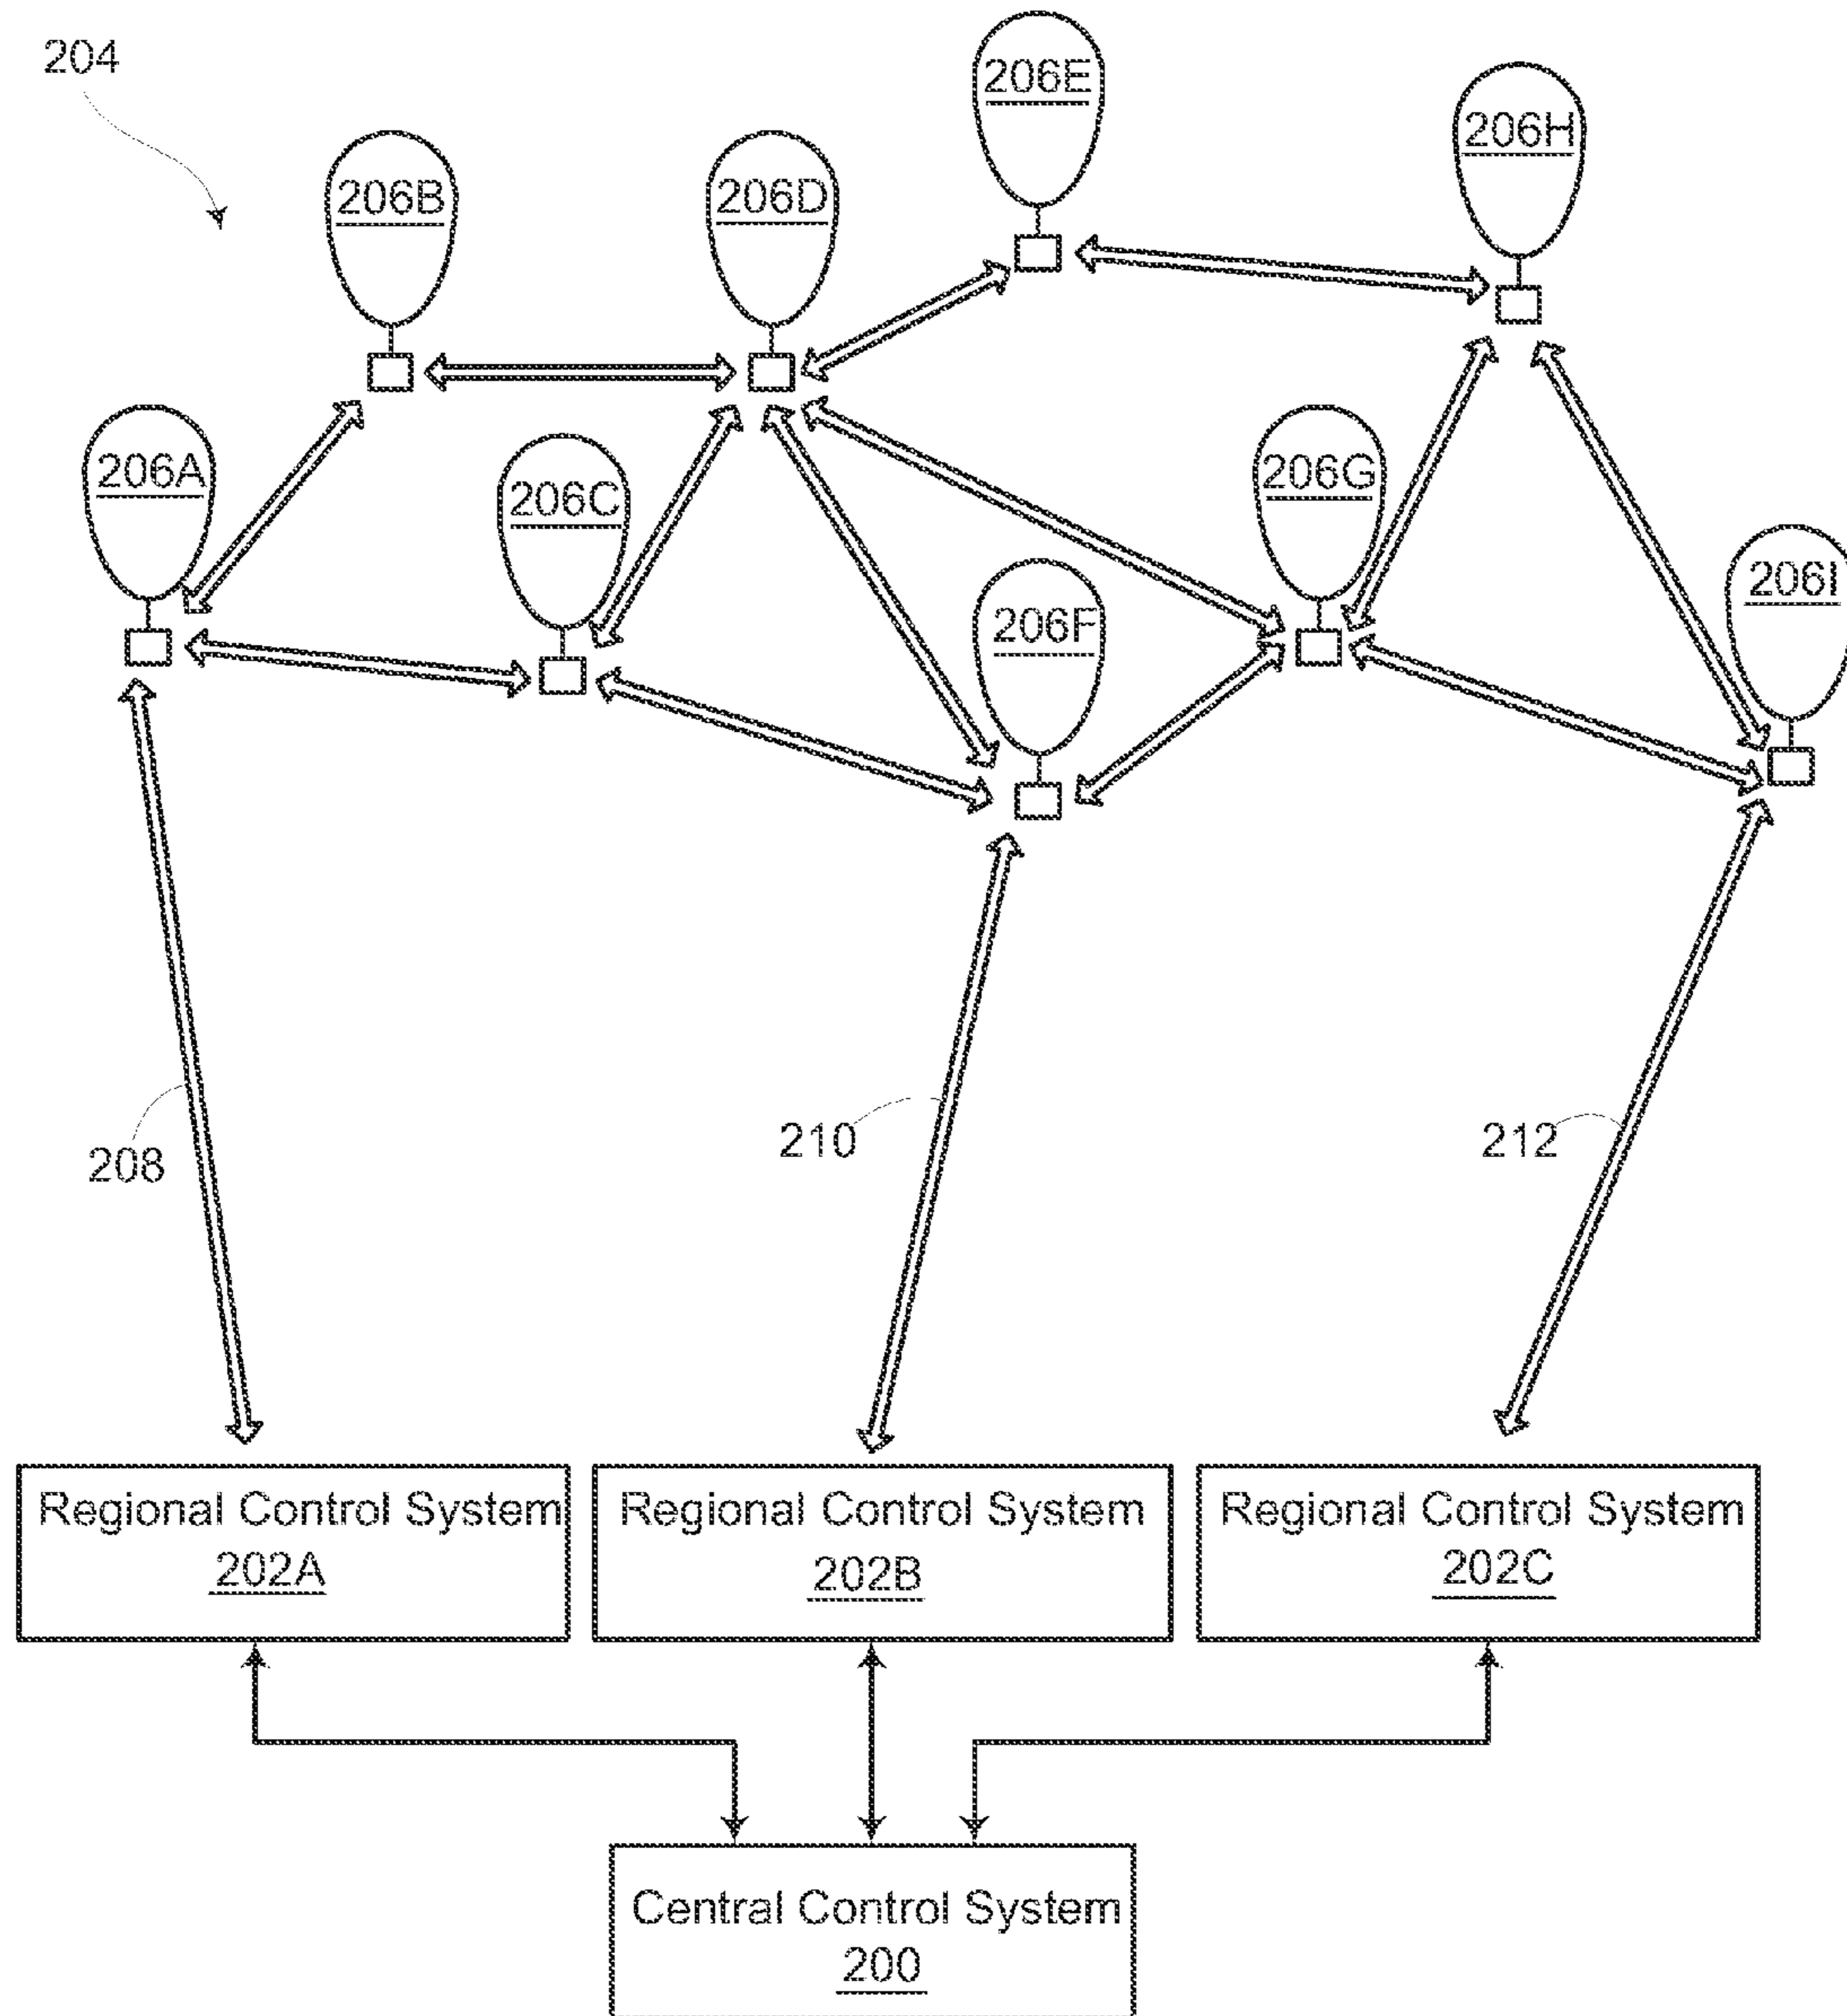 204
206E
206H
206B
206D
206A
206C
206G
206F
206I
208
210
212
Regional Control System
202A
Regional Control System
202B
Regional Control System
202C
Central Control System
200